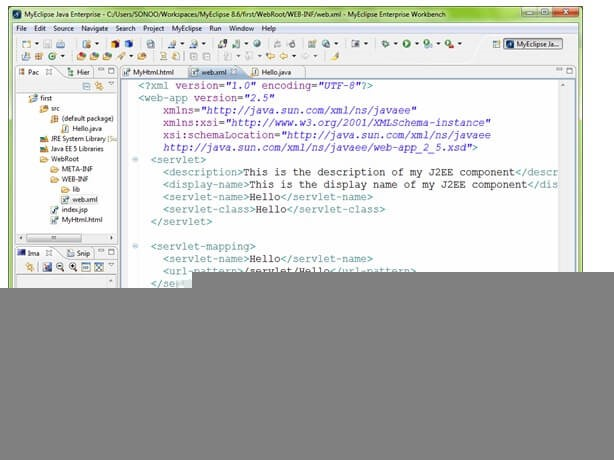 MyEclipse Java Enterprise - C:/USERS/SONOO/Workspaces/MyEclipse 8.6/first/WebRoot/WEB-INF/web.xml - MyEclipse Enterprise Workbench
File Edit Source Navigate Search Project MyEclipse Run Window Help
MyEclipse Ja...
Pac
Hier
first
src
(default package)
Hello.java
JRE System Library [Su
Java EE 5 Libraries
WebRoot
META-INF
WEB-INF
lib
web.xml
index.jsp
MyHtml.html
Ima
Snip
MyHtml.html web.xml Hello.java
<?xml version="1.0" encoding="UTF-8"?>
<web-app version="2.5"
xmlns="http://java.sun.com/xml/ns/javaee"
xmlns:xsi="http://www.w3.org/2001/XMLSchema-instance"
xsi:schemaLocation="http://java.sun.com/xml/ns/javaee
http://java.sun.com/xml/ns/javaee/web-app_2_5.xsd">
<servlet>
<description>This is the description of my J2EE component</descr
<display-name>This is the display name of my J2EE component</dis
<servlet-name>Hello</servlet-name>
<servlet-class>Hello</servlet-class>
</servlet>
<servlet-mapping>
<servlet-name>Hello</servlet-name>
<url-pattern>/servlet/Hello</url-pattern>